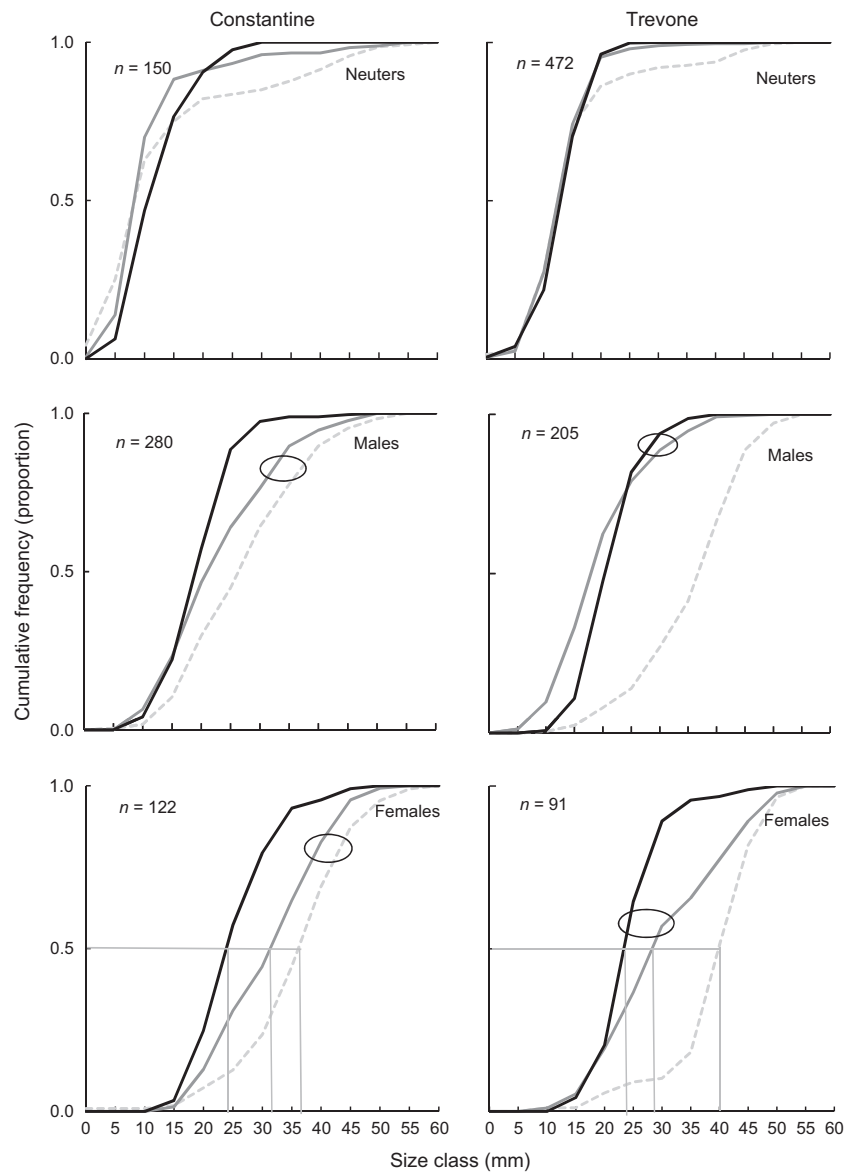 Constantine
Trevone
1.0
n = 150
Neuters
n = 472
Neuters
0.5
0.0
1.0
n = 280
Males
n = 205
Males
0.5
0.0
Cumulative frequency (proportion)
1.0
n = 122
Females
n = 91
Females
0.5
0.0
0 5 10 15 20 25 30 35 40 45 50 55 60
0 5 10 15 20 25 30 35 40 45 50 55 60
Size class (mm)